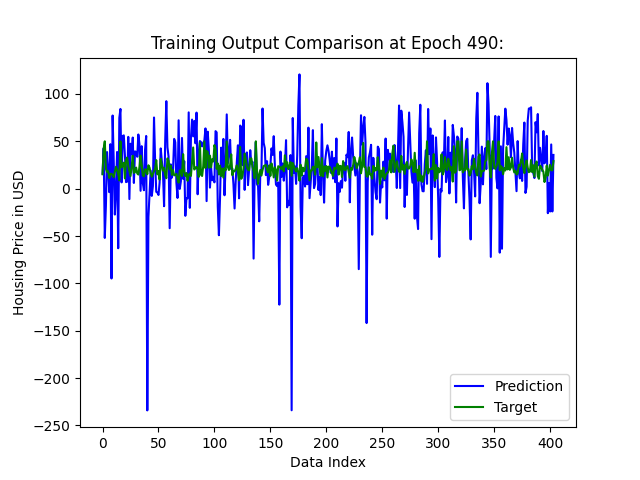 Training Output Comparison at Epoch 490:
100
50
0
−50
−100
−150
−200
−250
Housing Price in USD
0 50 100 150 200 250 300 350 400
Data Index
Prediction
Target